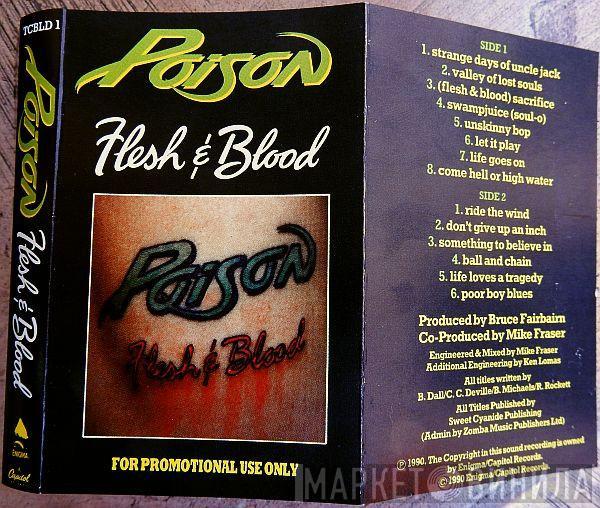 TCBLD 1
Poison
Flesh & Blood
ENIGMA
Capitol
Poison
Flesh & Blood
Poison
Flesh & Blood
FOR PROMOTIONAL USE ONLY
SIDE 1
1. strange days of uncle jack
2. valley of lost souls
3. (flesh & blood) sacrifice
4. swampjuice (soul-o)
5. unskinny bop
6. let it play
7. life goes on
8. come hell or high water
SIDE 2
1. ride the wind
2. don't give up an inch
3. something to believe in
4. ball and chain
5. life loves a tragedy
6. poor boy blues
Produced by Bruce Fairbairn
Co-Produced by Mike Fraser
Engineered & Mixed by Mike Fraser
Additional Engineering by Ken Lomas
All titles written by
B. Dall/C. C. Deville/B. Michaels/R. Rockett
All Titles Published by
Sweet Cyanide Publishing
(Admin by Zomba Music Publishers Ltd)
℗ 1990. The Copyright in this sound recording is owned
by Enigma/Capitol Records.
© 1990 Enigma/Capitol Records.
МАРКЕТ ВИНИЛА